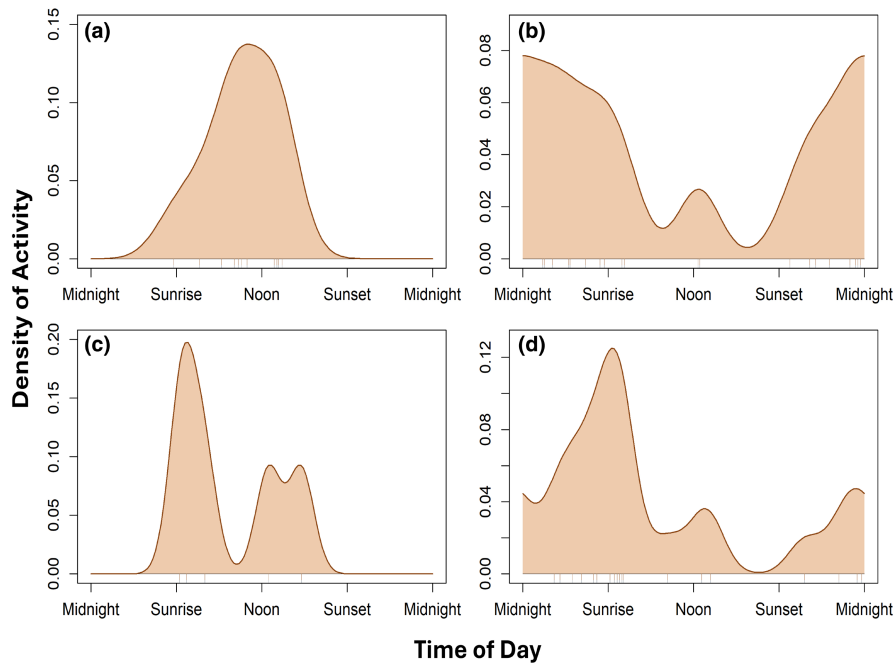 (a)
0.15
0.10
0.05
0.00
Midnight Sunrise Noon Sunset Midnight
(b)
0.08
0.06
0.04
0.02
0.00
Midnight Sunrise Noon Sunset Midnight
(c)
0.20
0.15
0.10
0.05
0.00
Midnight Sunrise Noon Sunset Midnight
(d)
0.12
0.08
0.04
0.00
Midnight Sunrise Noon Sunset Midnight
Density of Activity
Time of Day